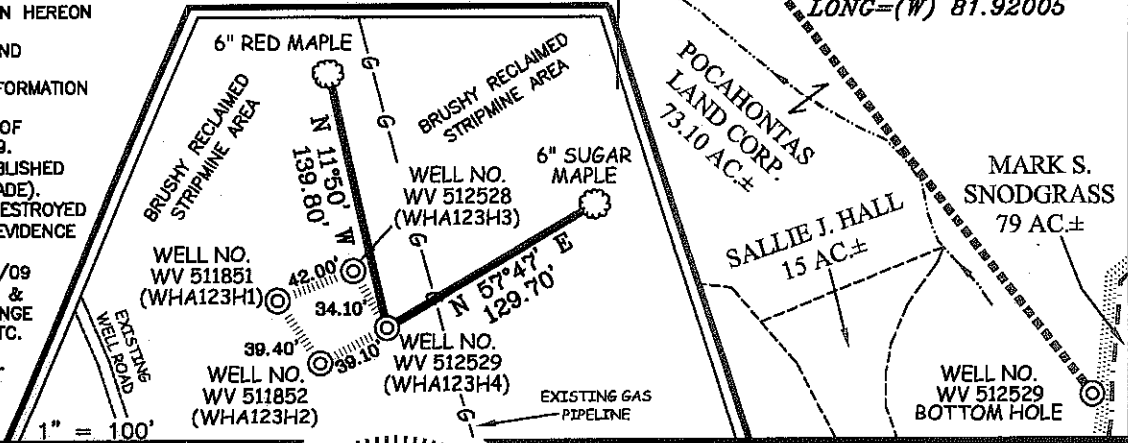 N HEREON
ND
FORMATION
OF
9.
BLISHED
ADE).
ESTROYED
EVIDENCE
/09
&
NGE
TC.
6" RED MAPLE
BRUSHY RECLAIMED
STRIPMINE AREA
G
G
G
G
G
G
BRUSHY RECLAIMED
STRIPMINE AREA
N 11°50' W
139.80'
WELL NO.
WV 512528
(WHA123H3)
6" SUGAR
MAPLE
N 57°47' E
129.70'
WELL NO.
WV 511851
(WHA123H1)
42.00'
34.10'
39.40'
39.10'
WELL NO.
WV 511852
(WHA123H2)
WELL NO.
WV 512529
(WHA123H4)
EXISTING
WELL ROAD
EXISTING GAS
PIPELINE
1" = 100'
LONG=(W) 81.92005
POCAHONTAS
LAND CORP.
73.10 AC.±
SALLIE J. HALL
15 AC.±
MARK S.
SNODGRASS
79 AC.±
WELL NO.
WV 512529
BOTTOM HOLE